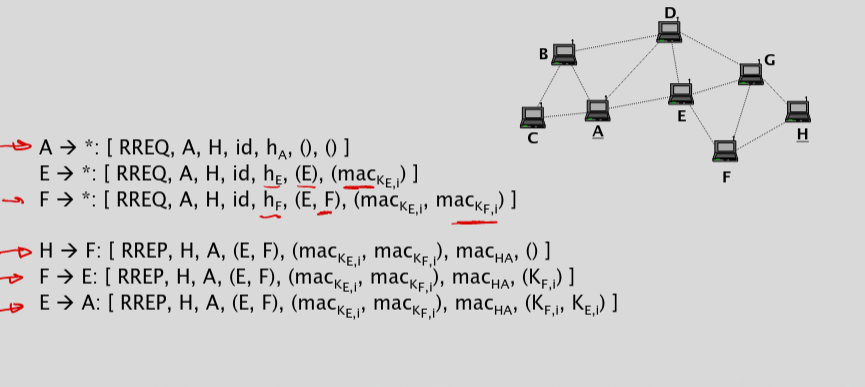 D
B
G
E
C
A
H
F
A → *: [ RREQ, A, H, id, h_A, (), () ]
E → *: [ RREQ, A, H, id, h_E, (E), (mac_{K_{E,i}}) ]
F → *: [ RREQ, A, H, id, h_F, (E, F), (mac_{K_{E,i}}, mac_{K_{F,i}}) ]
H → F: [ RREP, H, A, (E, F), (mac_{K_{E,i}}, mac_{K_{F,i}}), mac_{HA}, () ]
F → E: [ RREP, H, A, (E, F), (mac_{K_{E,i}}, mac_{K_{F,i}}), mac_{HA}, (K_{F,i}) ]
E → A: [ RREP, H, A, (E, F), (mac_{K_{E,i}}, mac_{K_{F,i}}), mac_{HA}, (K_{F,i}, K_{E,i}) ]